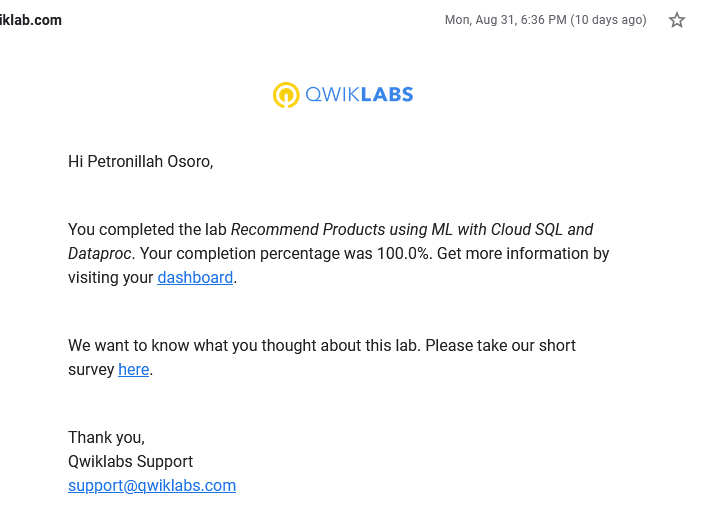 iklab.com
Mon, Aug 31, 6:36 PM (10 days ago)
QWIKLABS
Hi Petronillah Osoro,
You completed the lab Recommend Products using ML with Cloud SQL and
Dataproc. Your completion percentage was 100.0%. Get more information by
visiting your dashboard.
We want to know what you thought about this lab. Please take our short
survey here.
Thank you,
Qwiklabs Support
support@qwiklabs.com